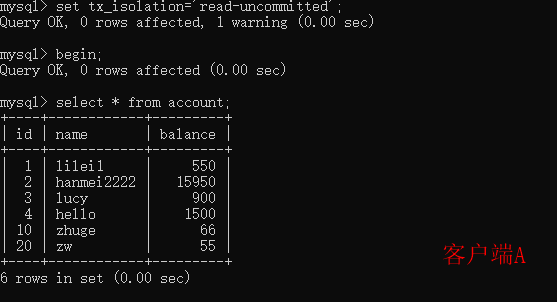 mysql> set tx_isolation='read-uncommitted';
Query OK, 0 rows affected, 1 warning (0.00 sec)
mysql> begin;
Query OK, 0 rows affected (0.00 sec)
mysql> select * from account;
+----+------------+---------+
| id | name       | balance |
+----+------------+---------+
|  1 | lilei1     |     550 |
|  2 | hanmei2222 |   15950 |
|  3 | lucy       |     900 |
|  4 | hello      |    1500 |
| 10 | zhuge      |      66 |
| 20 | zw         |      55 |
+----+------------+---------+
客户端A
6 rows in set (0.00 sec)